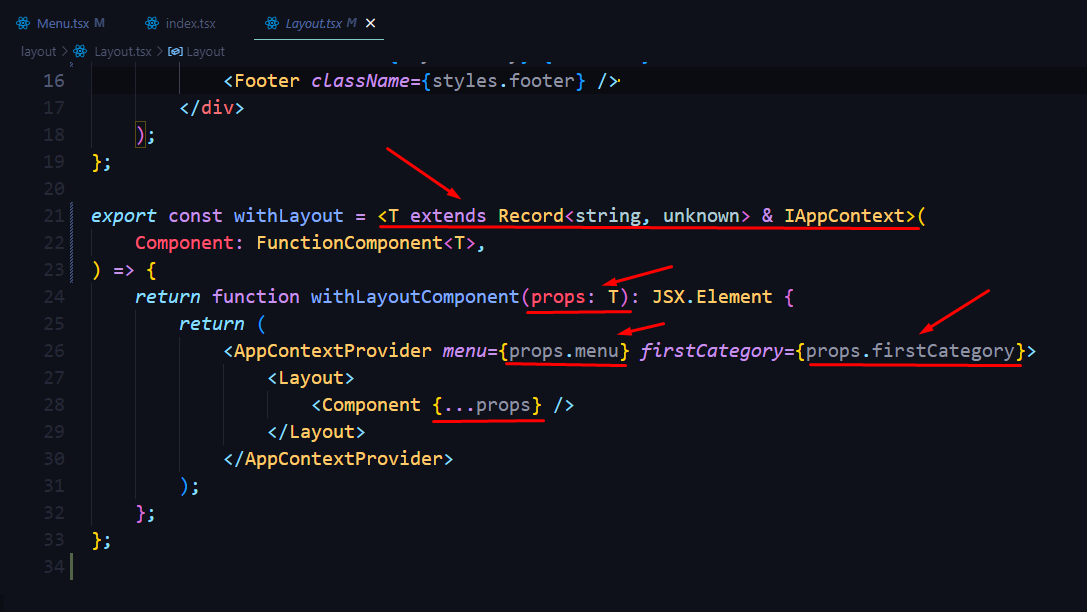 Menu.tsx M index.tsx Layout.tsx M ×
layout > Layout.tsx > Layout
16 <Footer className={styles.footer} />
17 </div>
18 );
19 };
20
21 export const withLayout = <T extends Record<string, unknown> & IAppContext>(
22 Component: FunctionComponent<T>,
23 ) => {
24 return function withLayoutComponent(props: T): JSX.Element {
25 return (
26 <AppContextProvider menu={props.menu} firstCategory={props.firstCategory}>
27 <Layout>
28 <Component {...props} />
29 </Layout>
30 </AppContextProvider>
31 );
32 };
33 };
34